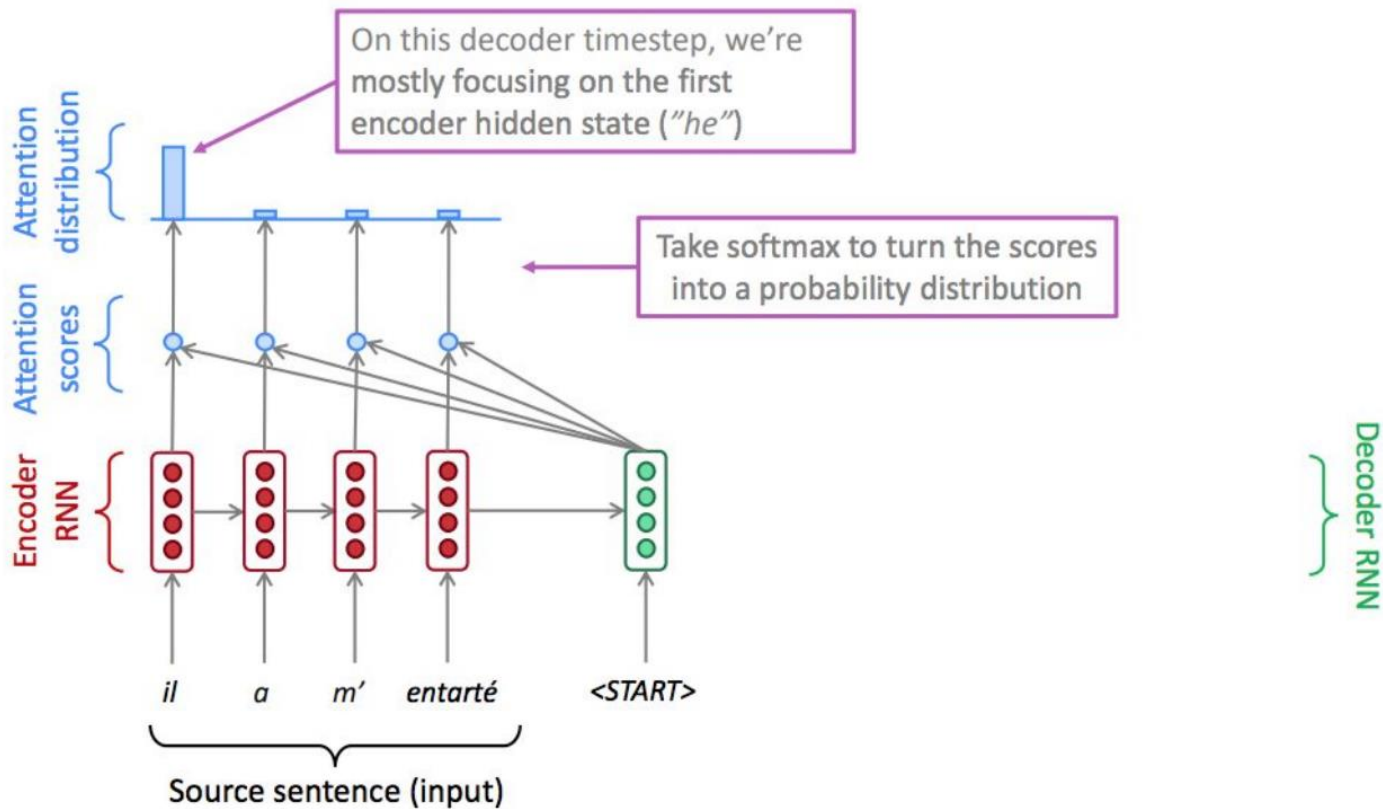 On this decoder timestep, we're
mostly focusing on the first
encoder hidden state ("he")
Attention
distribution
Take softmax to turn the scores
into a probability distribution
Attention
scores
Encoder
RNN
Decoder RNN
il a m' entarté <START>
Source sentence (input)